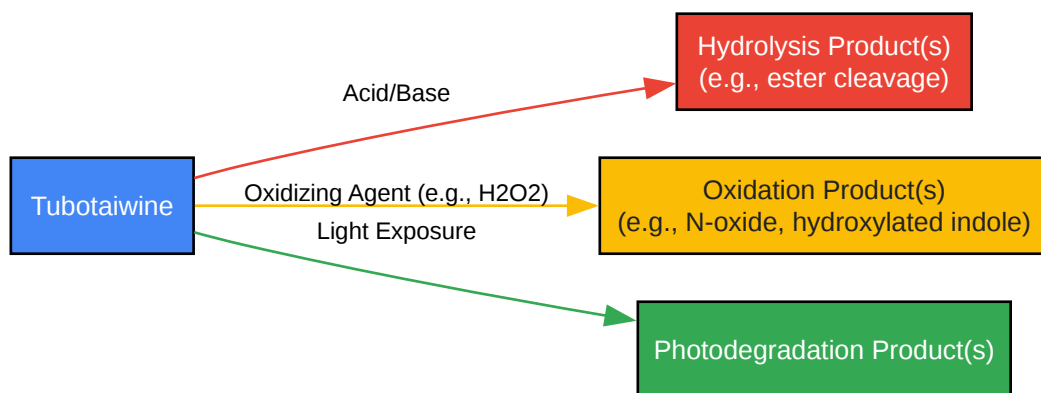 Hydrolysis Product(s)
(e.g., ester cleavage)
Acid/Base
Tubotaiwine
Oxidizing Agent (e.g., H2O2)
Oxidation Product(s)
(e.g., N-oxide, hydroxylated indole)
Light Exposure
Photodegradation Product(s)